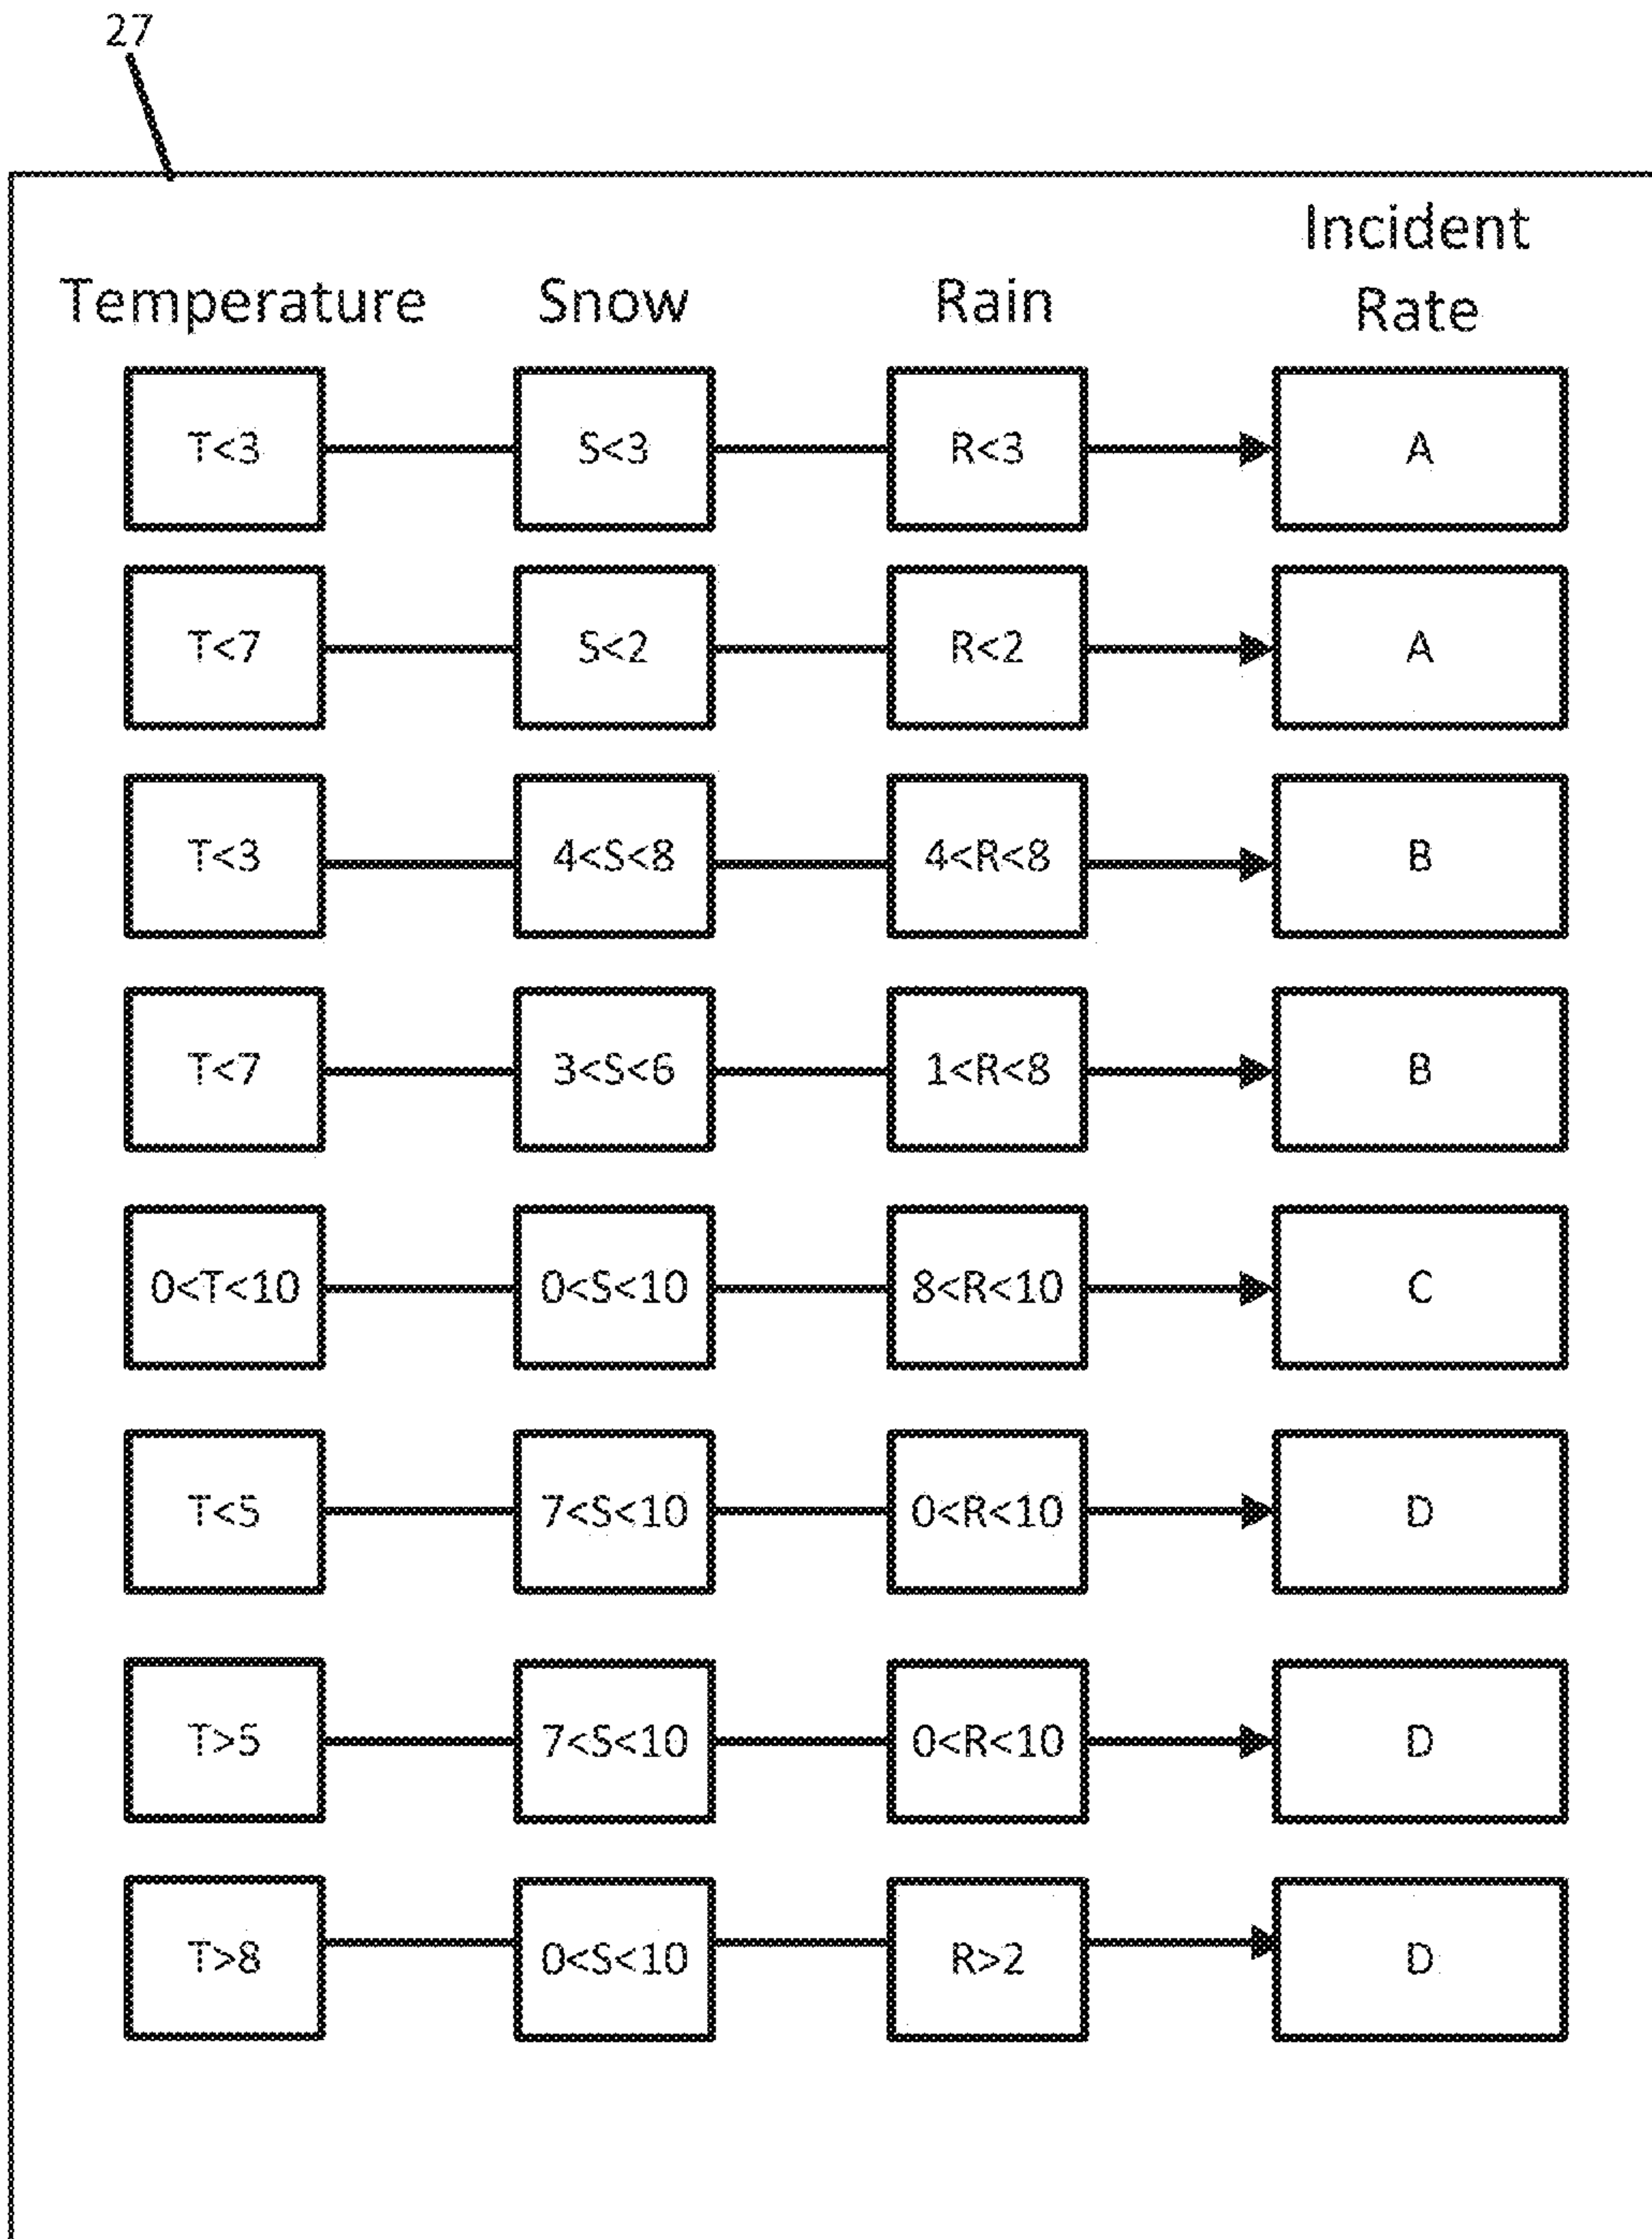 27
Incident
Temperature Snow Rain Rate
T<3 S<3 R<3 A
T<7 S<2 R<2 A
T<3 4<S<8 4<R<8 B
T<7 3<S<6 1<R<8 B
0<T<10 0<S<10 8<R<10 C
T<5 7<S<10 0<R<10 D
T>5 7<S<10 0<R<10 D
T>8 0<S<10 R>2 D